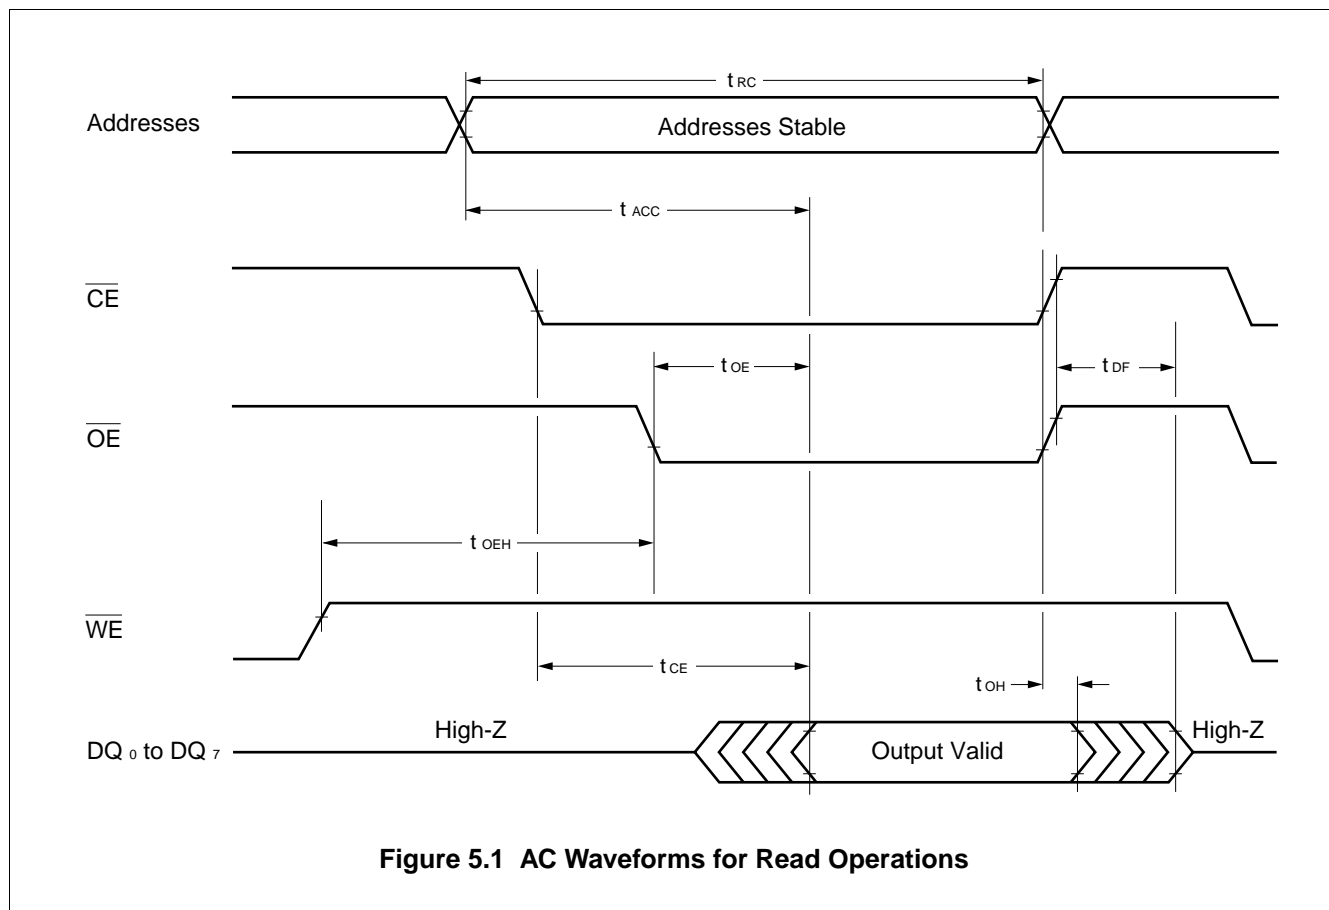 t RC
Addresses
Addresses Stable
t ACC
CE
t OE
t DF
OE
t OEH
WE
t CE
t OH
High-Z
High-Z
DQ 0 to DQ 7
Output Valid
Figure 5.1 AC Waveforms for Read Operations